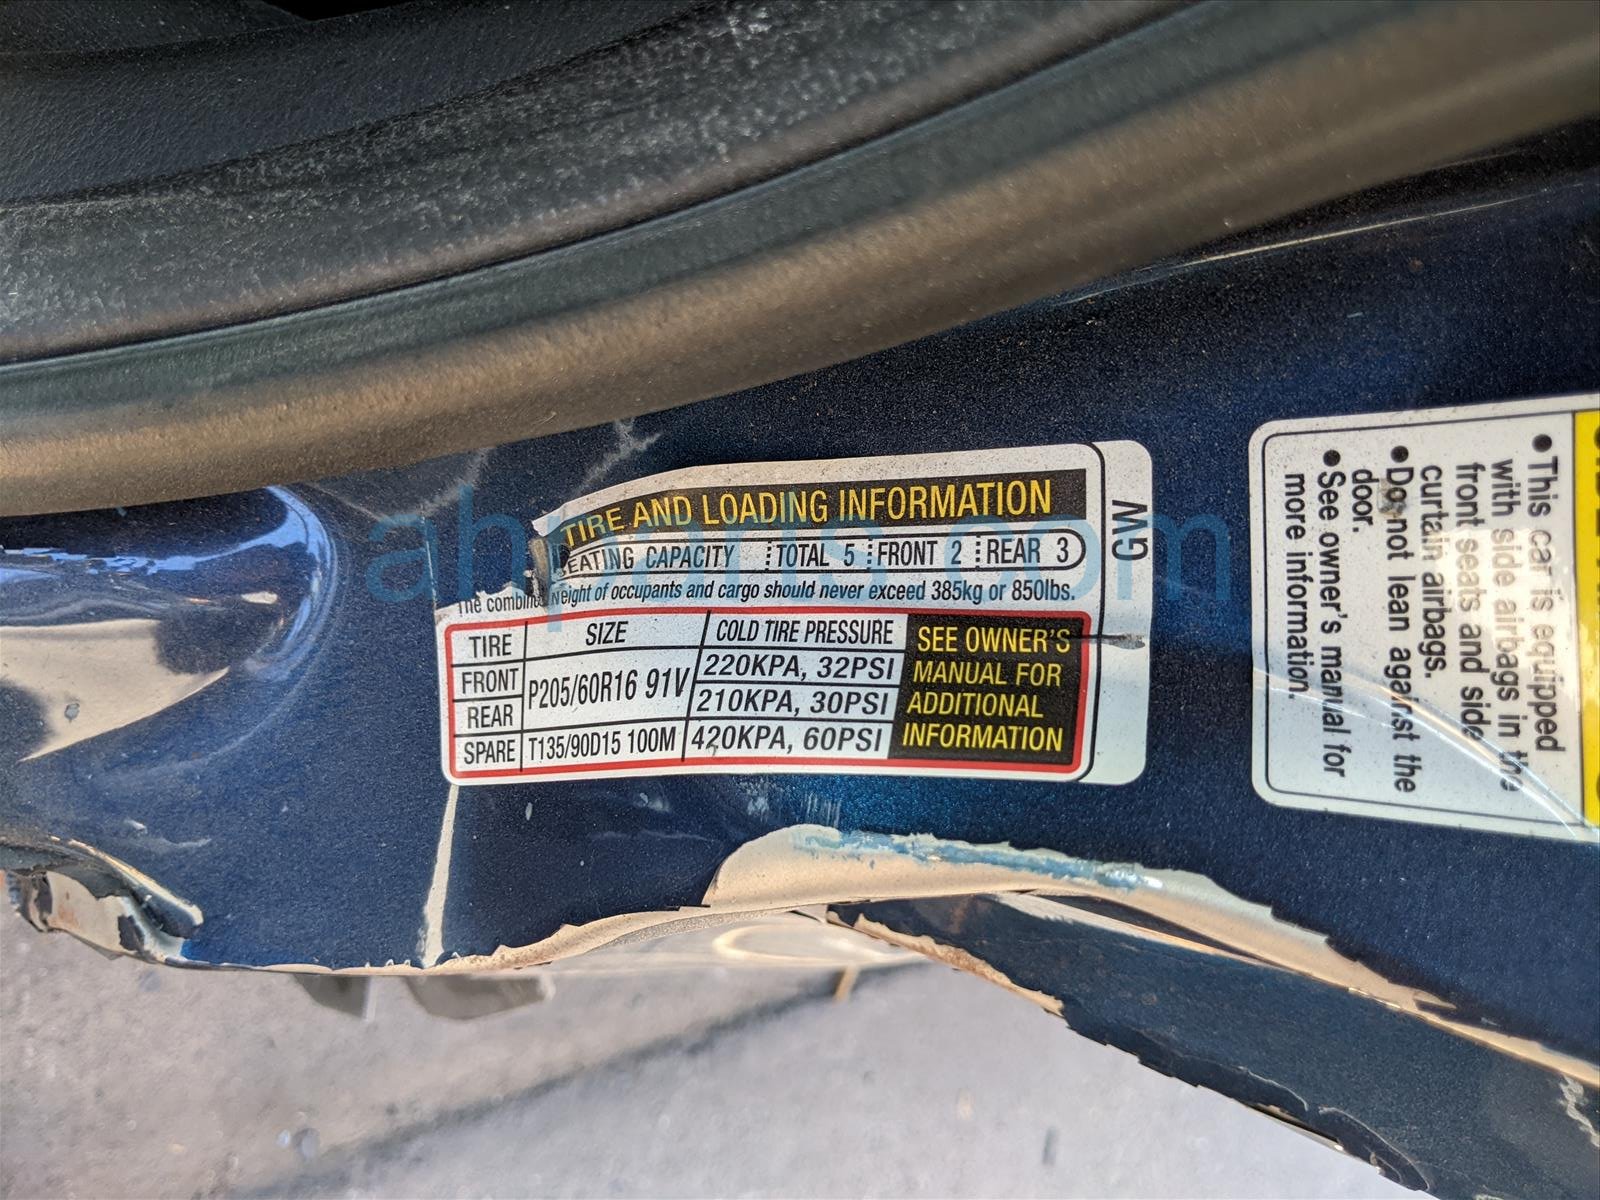 TIRE AND LOADING INFORMATION
EATING CAPACITY TOTAL 5 FRONT 2 REAR 3
The combine weight of occupants and cargo should never exceed 385kg or 850lbs.
TIRE SIZE COLD TIRE PRESSURE
FRONT P205/60R16 91V 220KPA, 32PSI
REAR 210KPA, 30PSI
SPARE T135/90D15 100M 420KPA, 60PSI
SEE OWNER'S
MANUAL FOR
ADDITIONAL
INFORMATION
GW
•This car is equipped
with side airbags in the
front seats and side
curtain airbags.
•Do not lean against the
door.
•See owner's manual for
more information.
ahparts.com